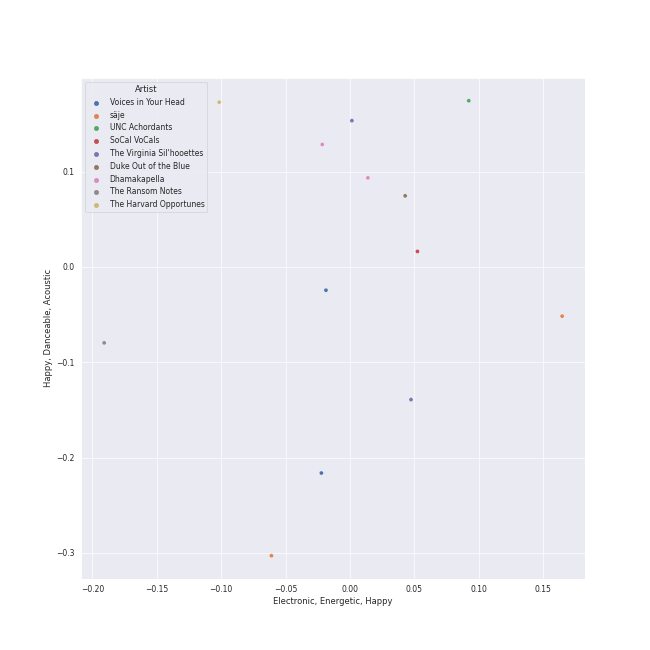 Artist
Voices in Your Head
säje
UNC Achordants
SoCal VoCals
The Virginia Sil'hooettes
Duke Out of the Blue
Dhamakapella
The Ransom Notes
The Harvard Opportunes
Happy, Danceable, Acoustic
0.1
0.0
−0.1
−0.2
−0.3
−0.20 −0.15 −0.10 −0.05 0.00 0.05 0.10 0.15
Electronic, Energetic, Happy